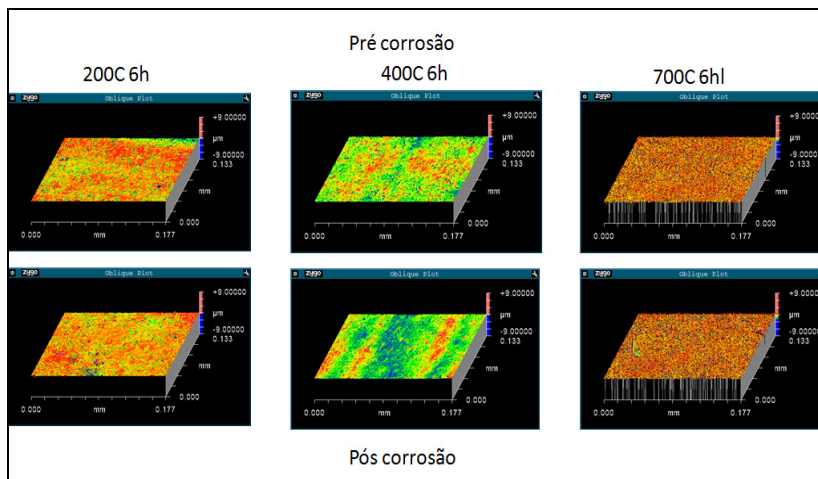 Pré corrosão
200C 6h
400C 6h
700C 6hl
zygo
Oblique Plot
+9.00000
µm
-9.00000
0.133
mm
0.000
0.000
mm
0.177
zygo
Oblique Plot
+9.00000
µm
-9.00000
0.133
mm
0.000
0.000
mm
0.177
zygo
Oblique Plot
+9.00000
µm
-9.00000
0.133
mm
0.000
0.000
mm
0.177
zygo
Oblique Plot
+9.00000
µm
-9.00000
0.133
mm
0.000
0.000
mm
0.177
zygo
Oblique Plot
+9.00000
µm
-9.00000
0.133
mm
0.000
0.000
mm
0.177
zygo
Oblique Plot
+9.00000
µm
-9.00000
0.133
mm
0.000
0.000
mm
0.177
Pós corrosão